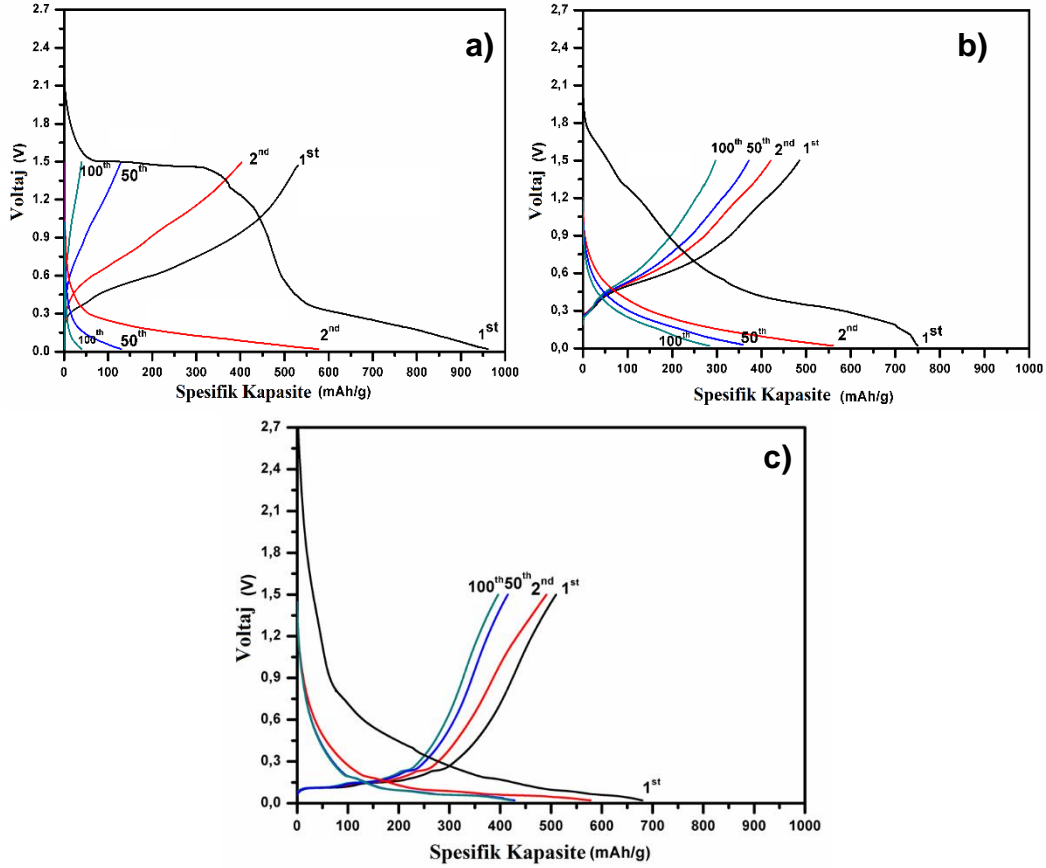 a)
2.7
2.4
2.1
1.8
1.5
1.2
0.9
0.6
0.3
0.0
Voltaj (V)
100th
50th
2nd
1st
100th
50th
2nd
1st
0 100 200 300 400 500 600 700 800 900 1000
Spesifik Kapasite (mAh/g)
b)
2,7
2,4
2,1
1,8
1,5
1,2
0,9
0,6
0,3
0,0
Voltaj (V)
100th 50th 2nd 1st
100th
50th
2nd
1st
0 100 200 300 400 500 600 700 800 900 1000
Spesifik Kapasite (mAh/g)
c)
2,7
2,4
2,1
1,8
1,5
1,2
0,9
0,6
0,3
0,0
Voltaj (V)
100th 50th 2nd 1st
1st
0 100 200 300 400 500 600 700 800 900 1000
Spesifik Kapasite (mAh/g)